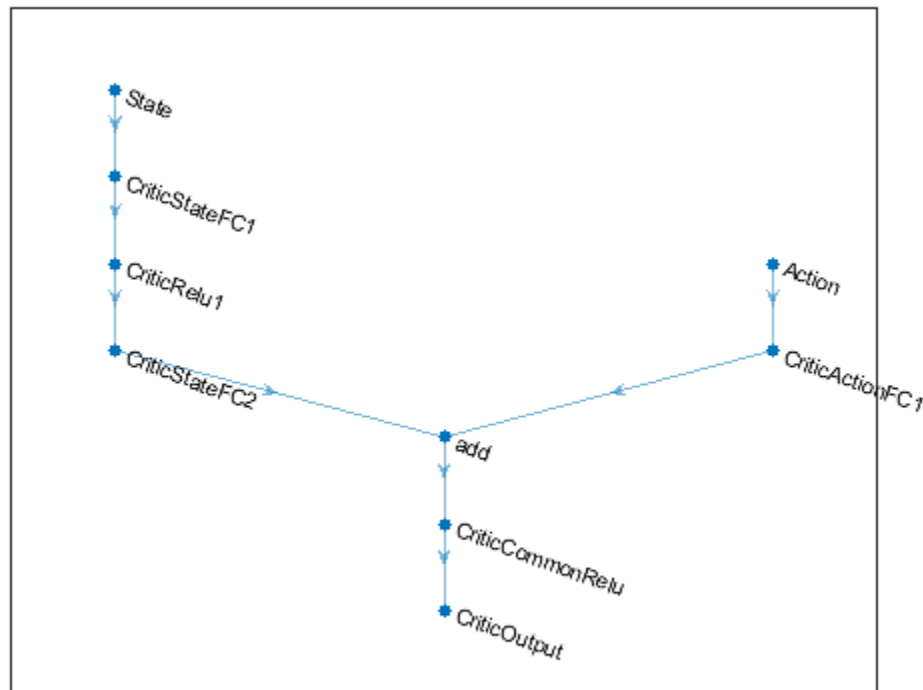 State
CriticStateFC1
CriticRelu1
Action
CriticStateFC2
CriticActionFC1
add
CriticCommonRelu
CriticOutput